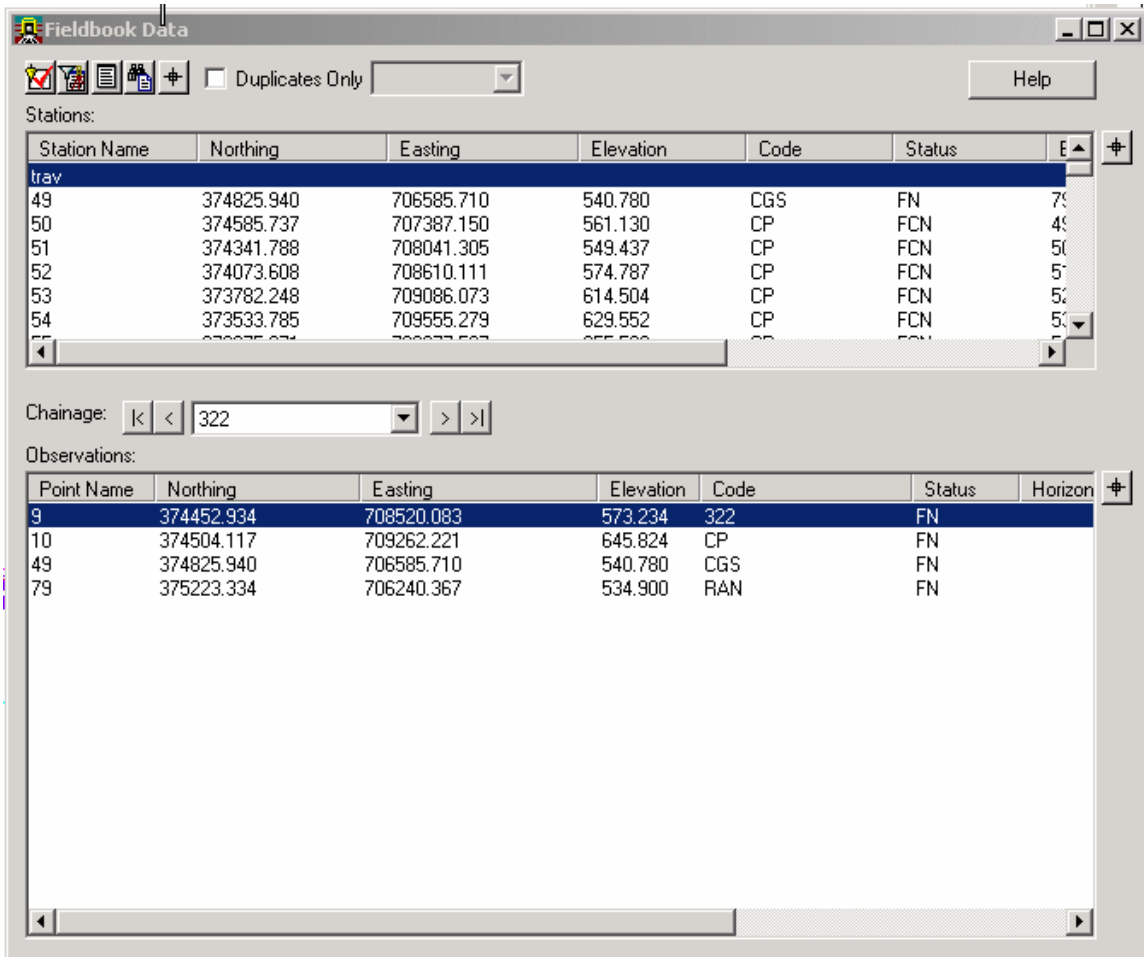 Fieldbook Data
Duplicates Only Help
Stations:
Station Name Northing Easting Elevation Code Status
trav
49 374825.940 706585.710 540.780 CGS FN
50 374585.737 707387.150 561.130 CP FCN
51 374341.788 708041.305 549.437 CP FCN
52 374073.608 708610.111 574.787 CP FCN
53 373782.248 709086.073 614.504 CP FCN
54 373533.785 709555.279 629.552 CP FCN
Chainage: |< < 322 > >|
Observations:
Point Name Northing Easting Elevation Code Status Horizon
9 374452.934 708520.083 573.234 322 FN
10 374504.117 709262.221 645.824 CP FN
49 374825.940 706585.710 540.780 CGS FN
79 375223.334 706240.367 534.900 RAN FN